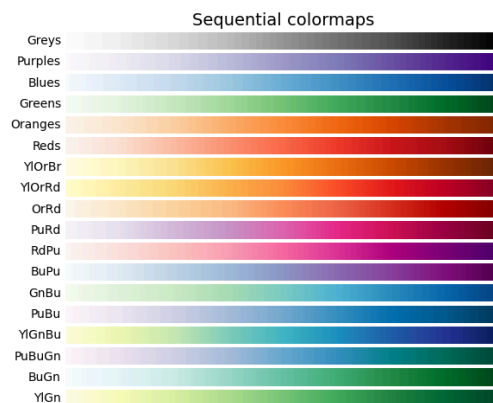 Sequential colormaps
Greys
Purples
Blues
Greens
Oranges
Reds
YlOrBr
YlOrRd
OrRd
PuRd
RdPu
BuPu
GnBu
PuBu
YlGnBu
PuBuGn
BuGn
YlGn